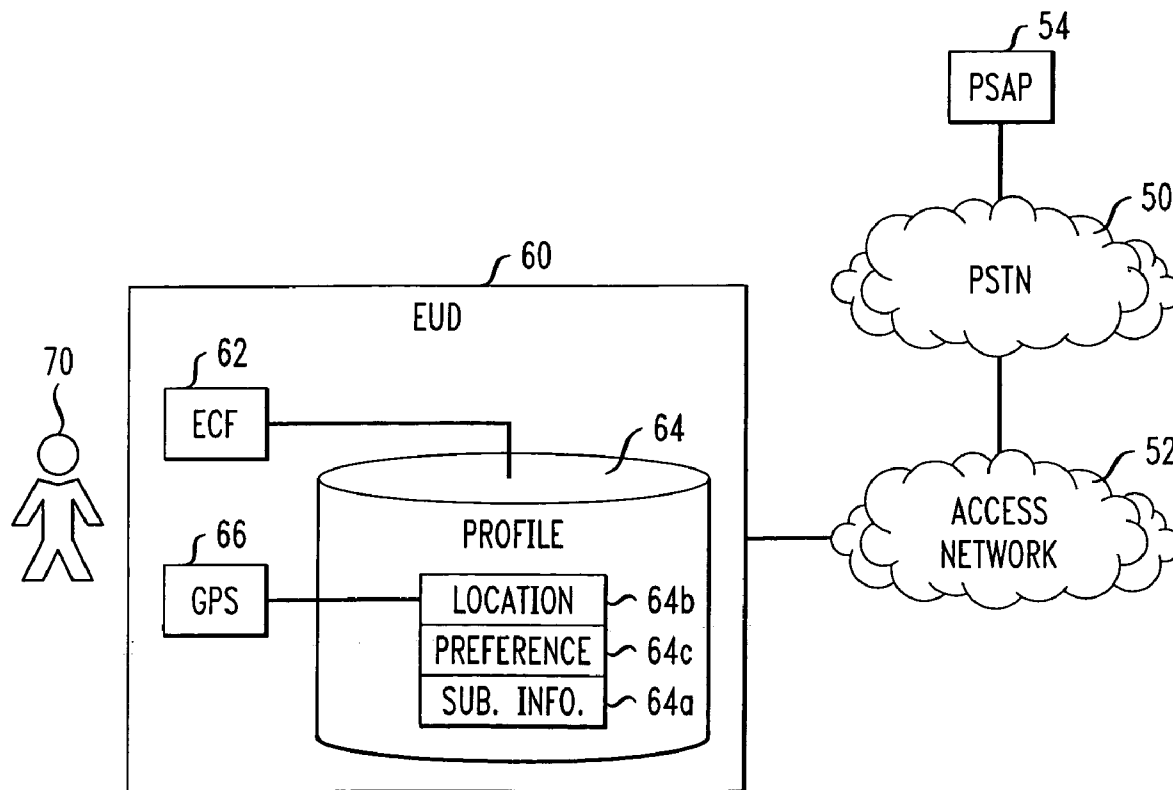 54
PSAP
50
PSTN
60
EUD
70
62
ECF
64
52
ACCESS
NETWORK
PROFILE
66
GPS
LOCATION 64b
PREFERENCE 64c
SUB. INFO. 64a